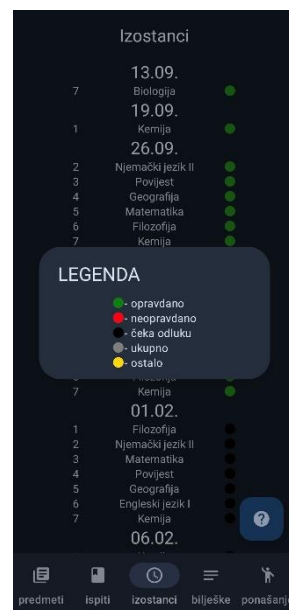 Izostanci
13.09.
7 Biologija
19.09.
1 Kemija
26.09.
2 Njemački jezik II
3 Povijest
4 Geografija
5 Matematika
6 Filozofija
7 Kemija
LEGENDA
- opravdano
- neopravdano
- čeka odluku
- ukupno
- ostalo
7 Kemija
01.02.
1 Filozofija
2 Njemački jezik II
3 Matematika
4 Povijest
5 Geografija
6 Engleski jezik I
7 Kemija
06.02.
?
predmeti ispiti izostanci bilješke ponašanj